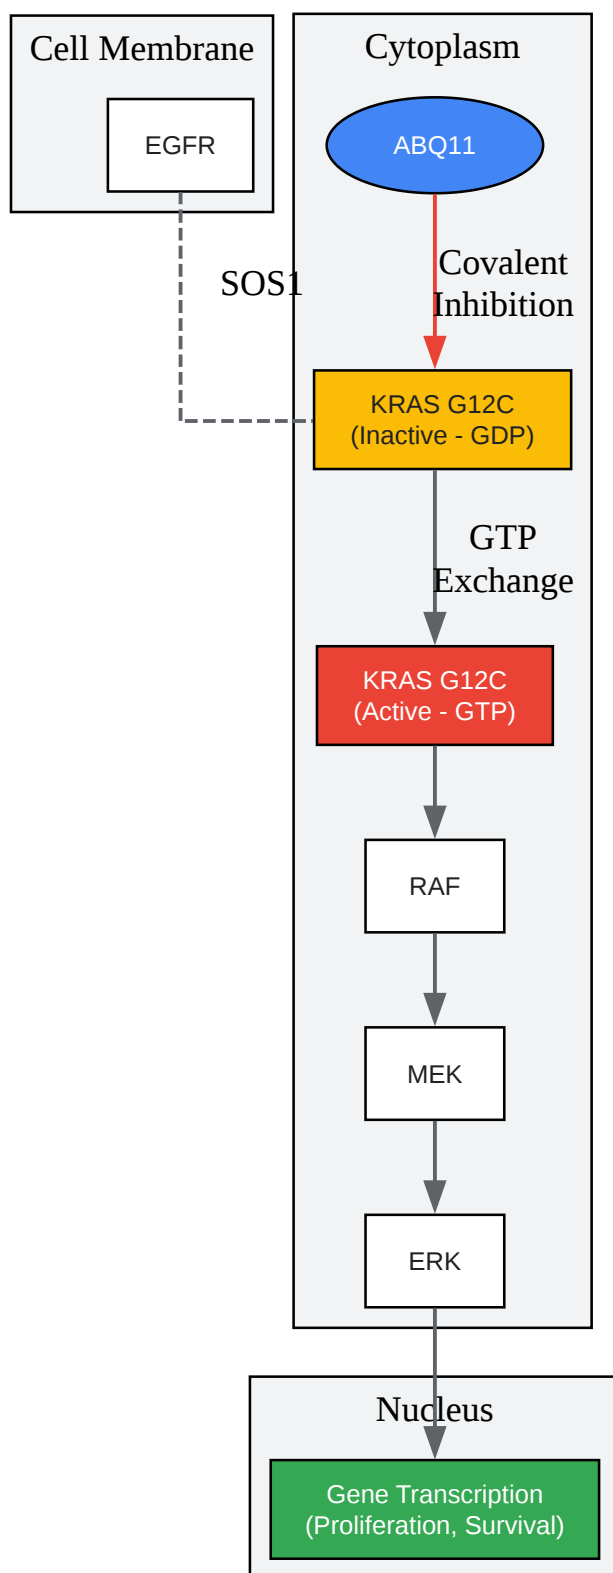 Cell Membrane
EGFR
SOS1
Cytoplasm
ABQ11
Covalent
Inhibition
KRAS G12C
(Inactive - GDP)
GTP
Exchange
KRAS G12C
(Active - GTP)
RAF
MEK
ERK
Nucleus
Gene Transcription
(Proliferation, Survival)